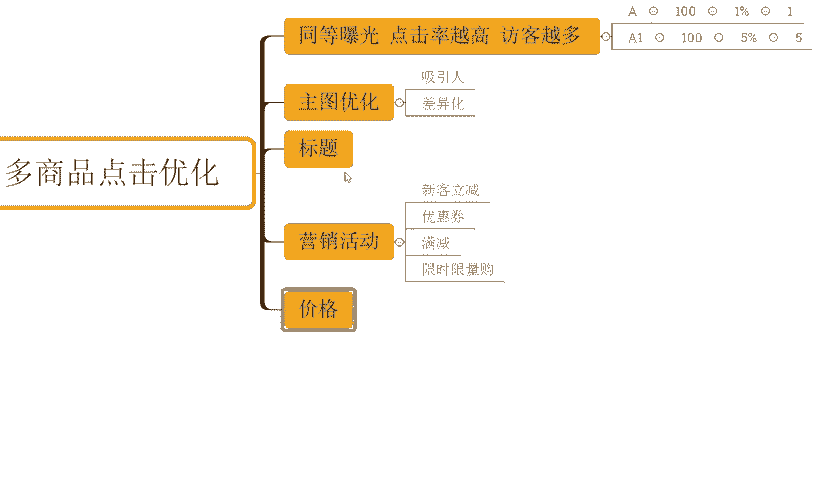 多商品点击优化
同等曝光 点击率越高 访客越多
A 100 1% 1
A1 100 5% 5
主图优化
吸引人
差异化
标题
营销活动
新客立减
优惠券
满减
限时限量购
价格